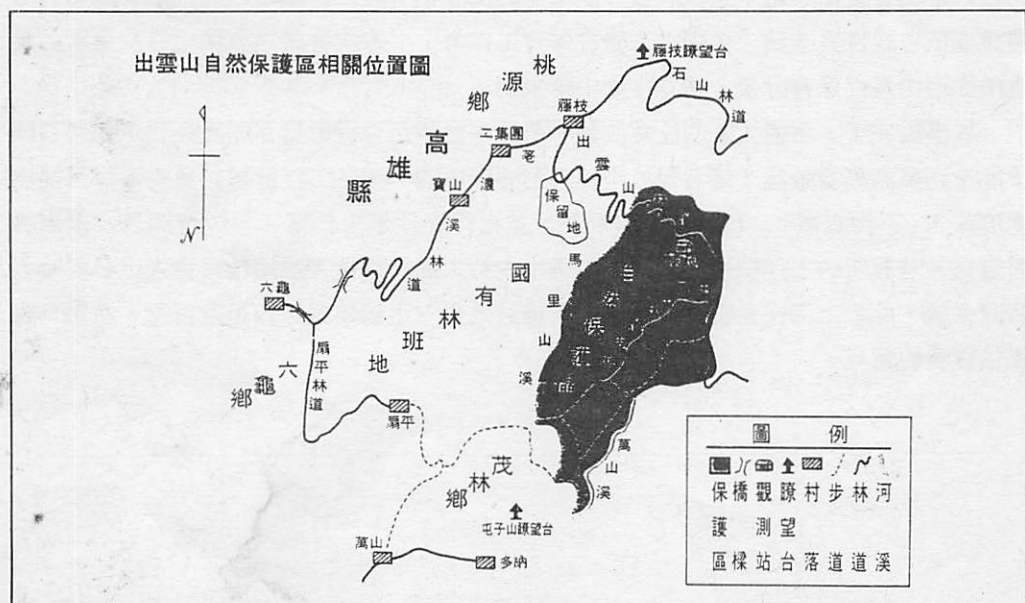 出雲山自然保護區相關位置圖
藤枝瞭望台
石山林道
桃源鄉
藤枝
二集團
高雄縣
寶山
荖濃溪林道
出雲山
保留地
自然保護區
馬里山溪
國有林班地
六龜
扇平林道
六龜鄉
扇平
萬山溪
茂林鄉
屯子山瞭望台
萬山
多納
N
圖例
保護區
橋樑
觀測站
瞭望台
村落
步道
林道
河溪